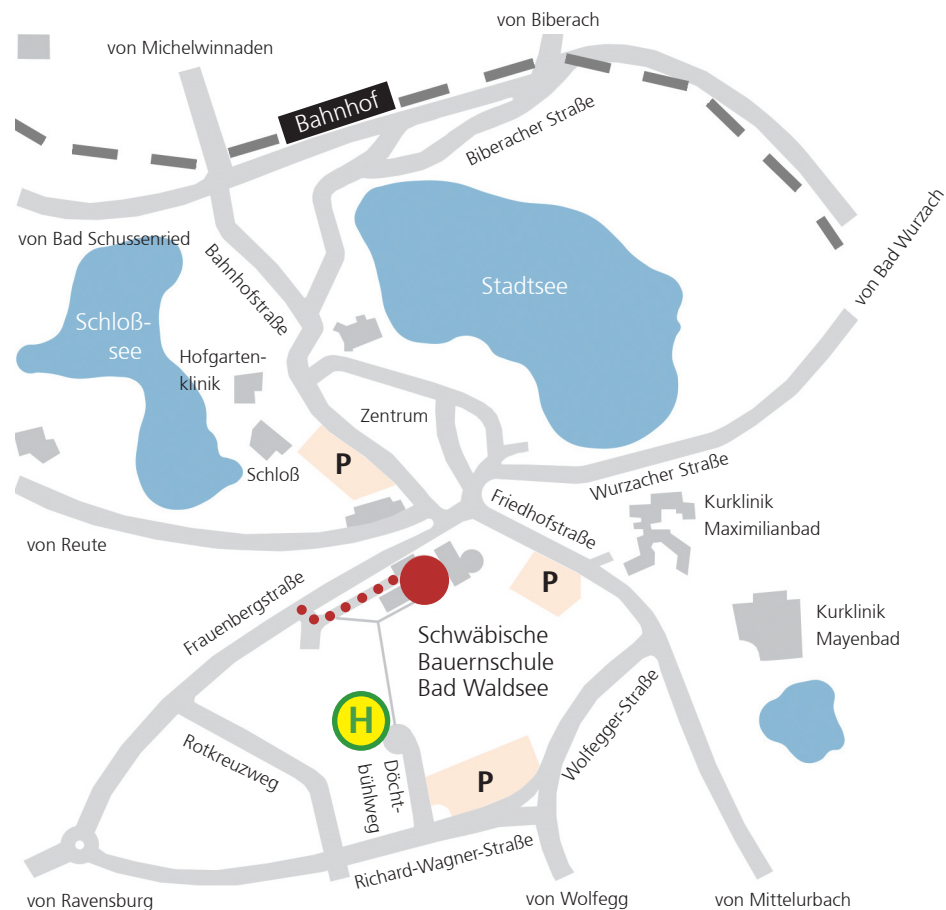 von Biberach
von Michelwinnaden
Bahnhof
Biberacher Straße
von Bad Schussenried
Bahnhofstraße
von Bad Wurzach
Stadtsee
Schloß-
see
Hofgarten-
klinik
Zentrum
P
Schloß
Wurzacher Straße
Friedhofstraße
Kurklinik
Maximilianbad
von Reute
P
Frauenbergstraße
Kurklinik
Mayenbad
Schwäbische
Bauernschule
Bad Waldsee
H
Wolfegger-Straße
Rotkreuzweg
Döcht-
bühlweg
P
Richard-Wagner-Straße
von Ravensburg
von Wolfegg
von Mittelurbach